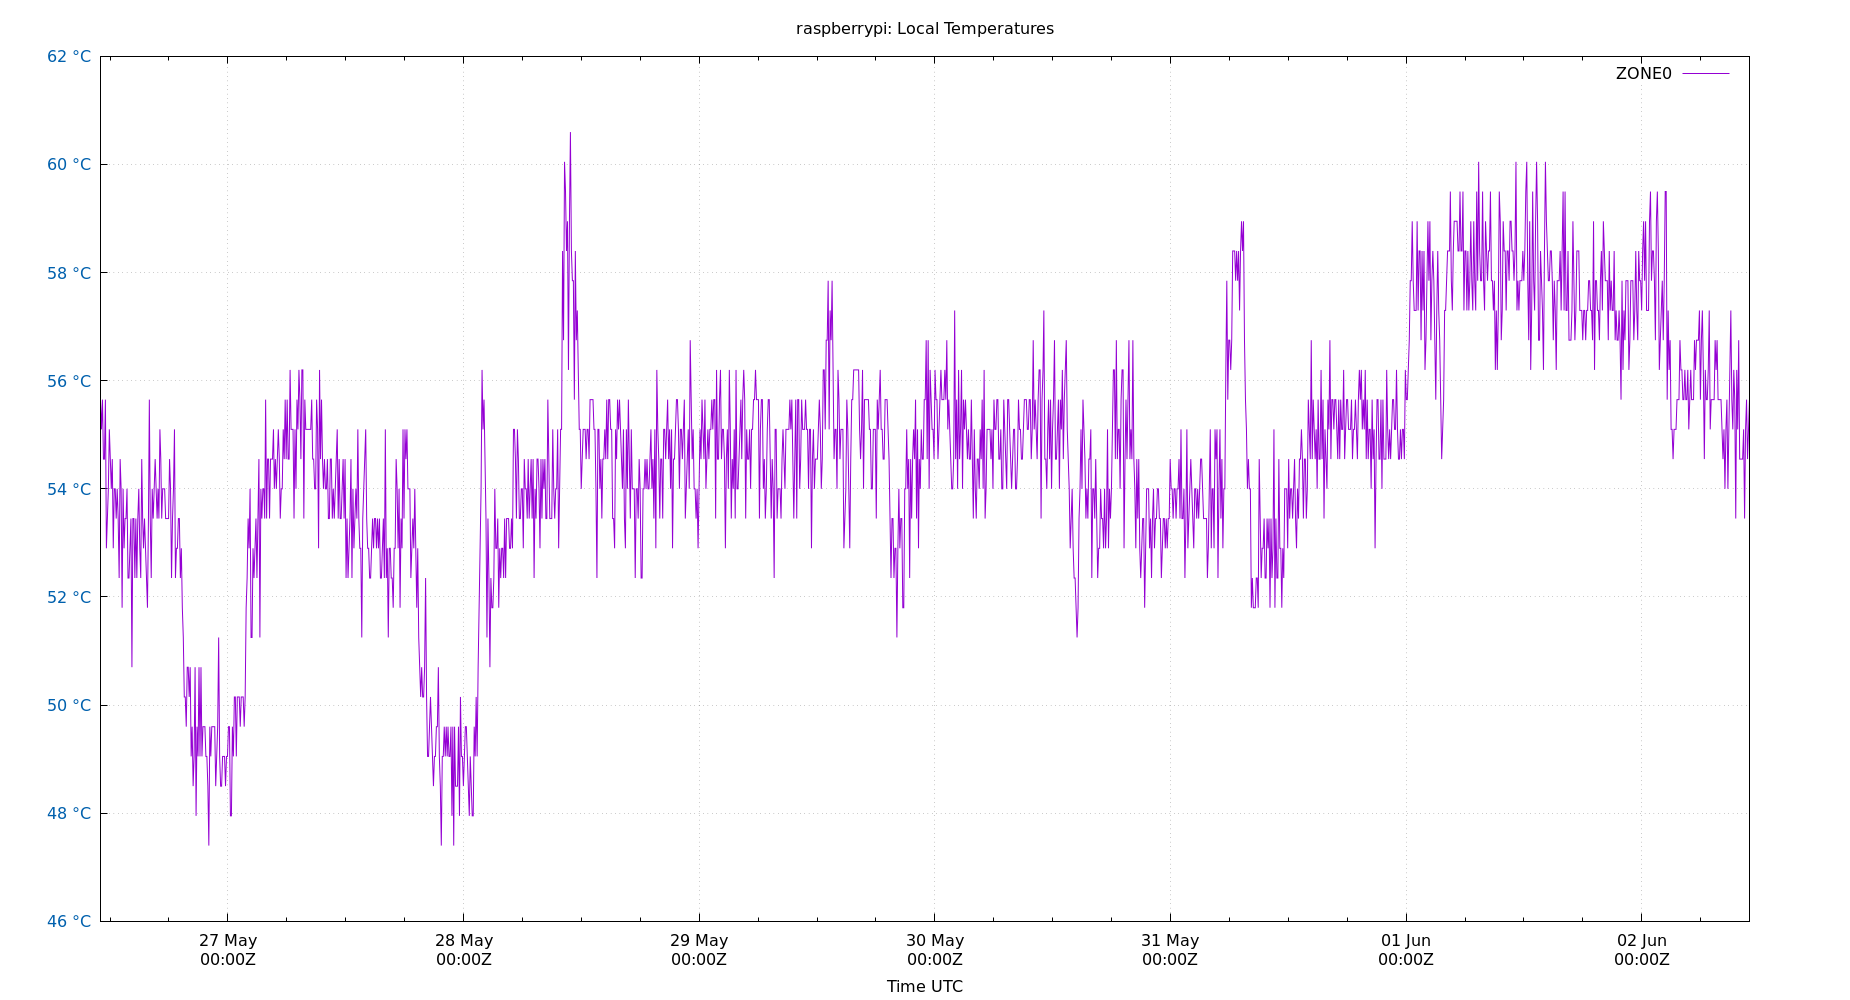 raspberrypi: Local Temperatures
62 °C
ZONE0
60 °C
58 °C
56 °C
54 °C
52 °C
50 °C
48 °C
46 °C
27 May 28 May 29 May 30 May 31 May 01 Jun 02 Jun
00:00Z 00:00Z 00:00Z 00:00Z 00:00Z 00:00Z 00:00Z
Time UTC